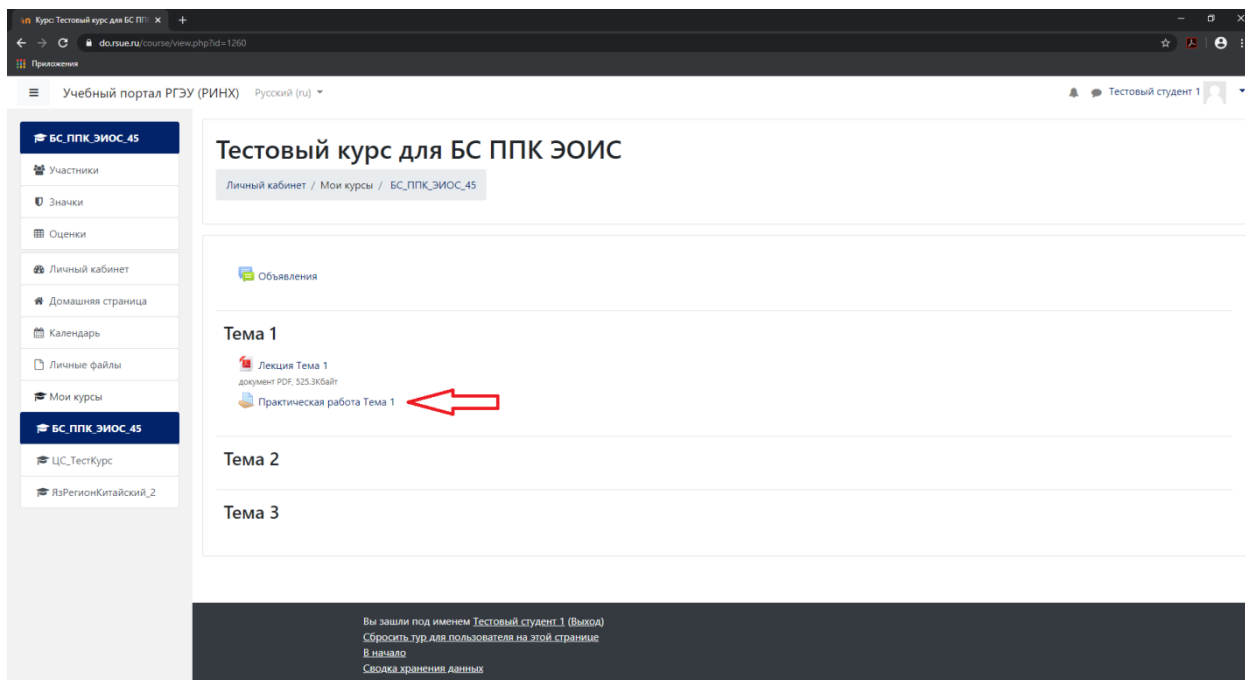 Курс: Тестовый курс для БС ПП
do.rsue.ru/course/view.php?id=1260
Приложения
Учебный портал РГЭУ (РИНХ) Русский (ru)
Тестовый студент 1
БС_ППК_ЭИОС_45
Участники
Значки
Оценки
Личный кабинет
Домашняя страница
Календарь
Личные файлы
Мои курсы
БС_ППК_ЭИОС_45
ЦС_ТестКурс
ЯзРегионКитайский_2
Тестовый курс для БС ППК ЭОИС
Личный кабинет / Мои курсы / БС_ППК_ЭИОС_45
Объявления
Тема 1
Лекция Тема 1
документ PDF, 525.3Кбайт
Практическая работа Тема 1
Тема 2
Тема 3
Вы зашли под именем Тестовый студент 1 (Выход)
Сбросить тур для пользователя на этой странице
В начало
Сводка хранения данных